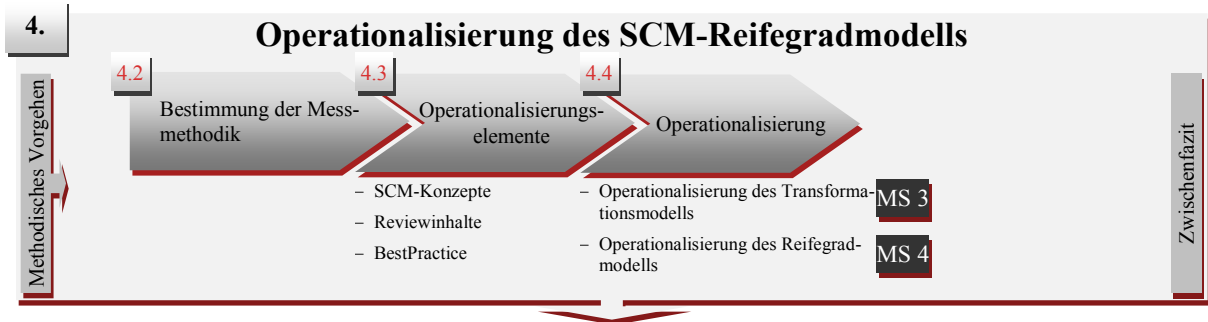 4.
Operationalisierung des SCM-Reifegradmodells
Methodisches Vorgehen
4.2
Bestimmung der Mess-
methodik
4.3
Operationalisierungs-
elemente
– SCM-Konzepte
– Reviewinhalte
– BestPractice
4.4
Operationalisierung
– Operationalisierung des Transforma-
tionsmodells
MS 3
– Operationalisierung des Reifegrad-
modells
MS 4
Zwischenfazit